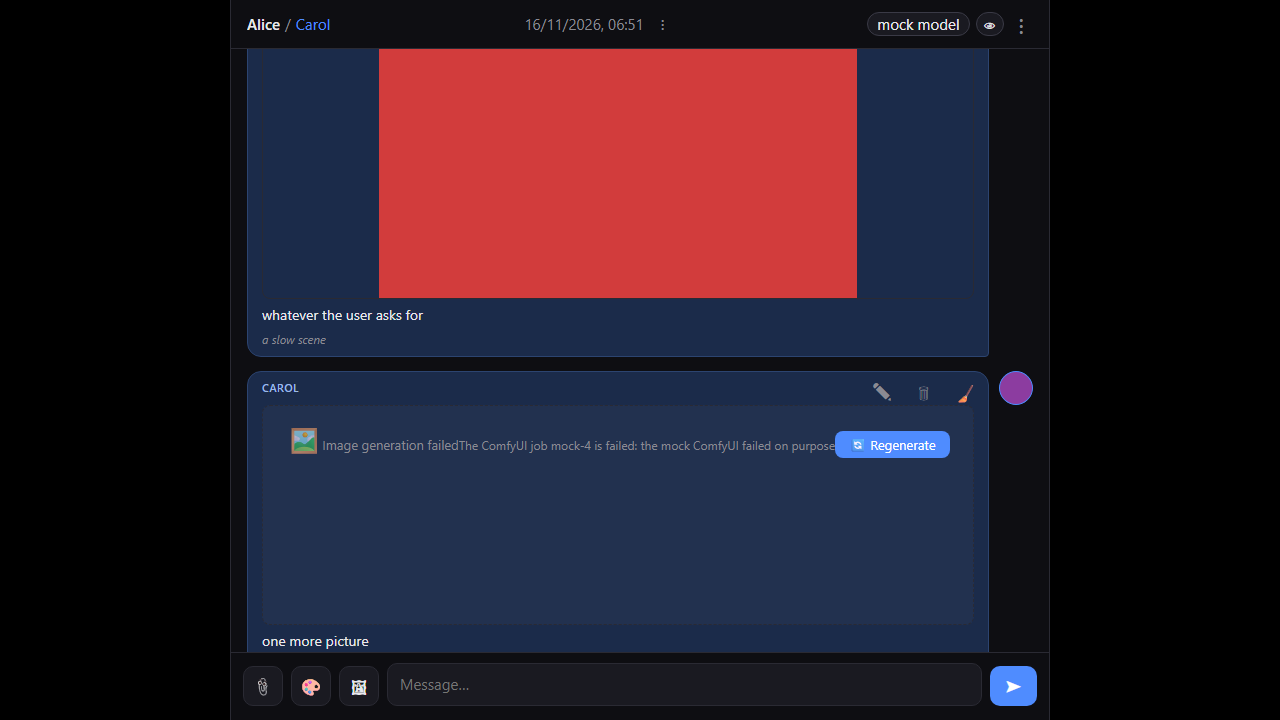 Alice / Carol
16/11/2026, 06:51
mock model
whatever the user asks for
a slow scene
CAROL
Image generation failedThe ComfyUI job mock-4 is failed: the mock ComfyUI failed on purpose
Regenerate
one more picture
Message...